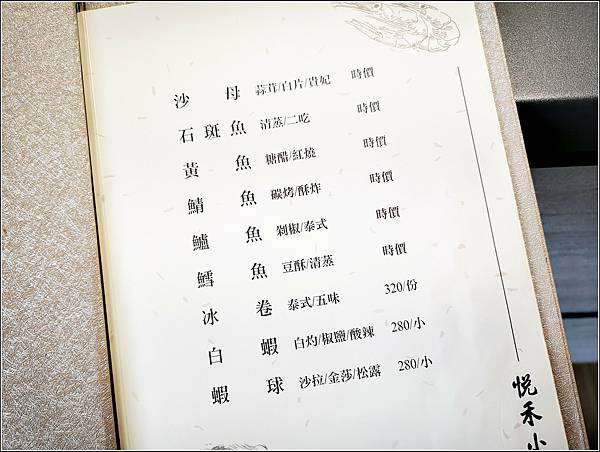 沙母 蒜茸/白片/貴妃 時價
石斑魚 清蒸/二吃 時價
黃魚 糖醋/紅燒 時價
鯖魚 碳烤/酥炸 時價
鱸魚 剁椒/泰式 時價
鱈魚 豆酥/清蒸 時價
冰卷 泰式/五味 320/份
白蝦 白灼/椒鹽/酸辣 280/小
蝦球 沙拉/金莎/松露 280/小
悅禾小